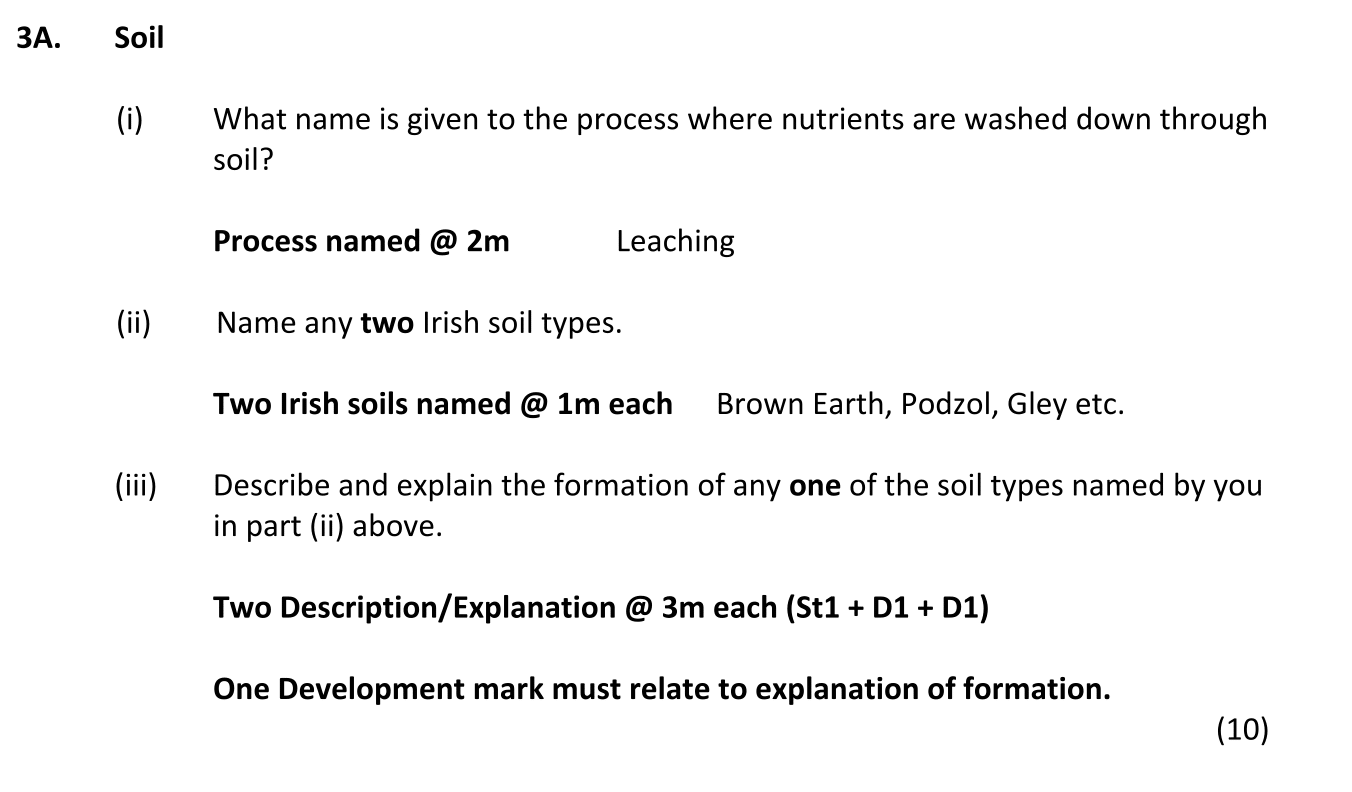 3A. Soil
(i) What name is given to the process where nutrients are washed down through
soil?
Process named @ 2m Leaching
(ii) Name any two Irish soil types.
Two Irish soils named @ 1m each Brown Earth, Podzol, Gley etc.
(iii) Describe and explain the formation of any one of the soil types named by you
in part (ii) above.
Two Description/Explanation @ 3m each (St1 + D1 + D1)
One Development mark must relate to explanation of formation.
(10)